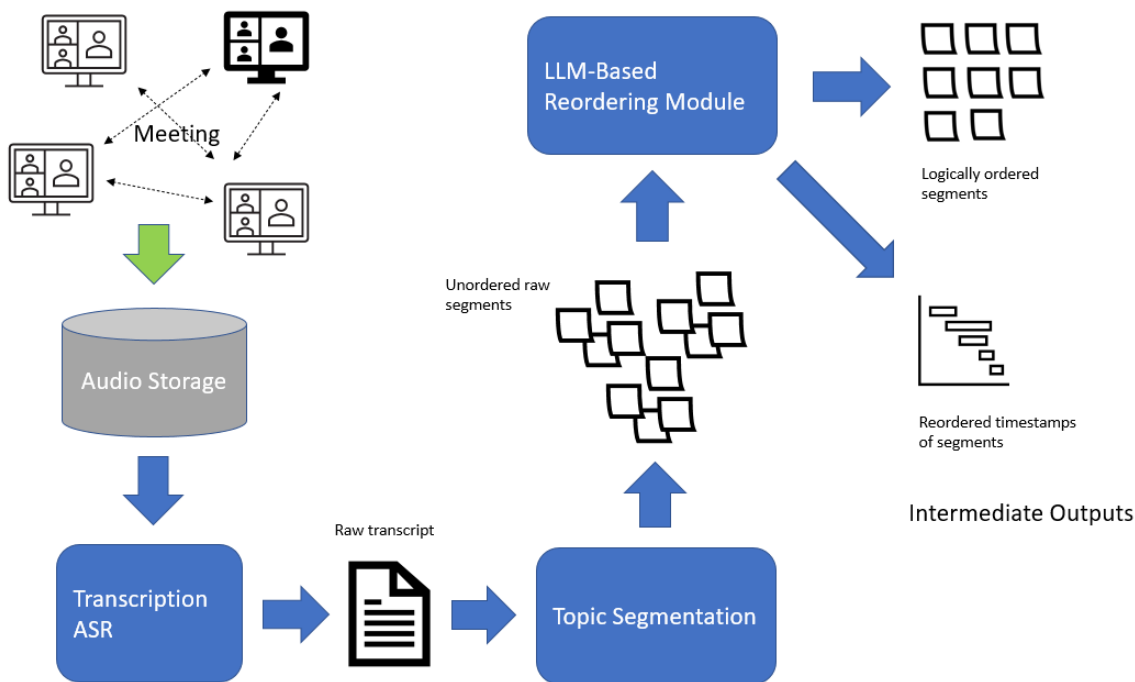 Meeting
Audio Storage
Transcription
ASR
Raw transcript
Topic Segmentation
Unordered raw
segments
LLM-Based
Reordering Module
Logically ordered
segments
Reordered timestamps
of segments
Intermediate Outputs